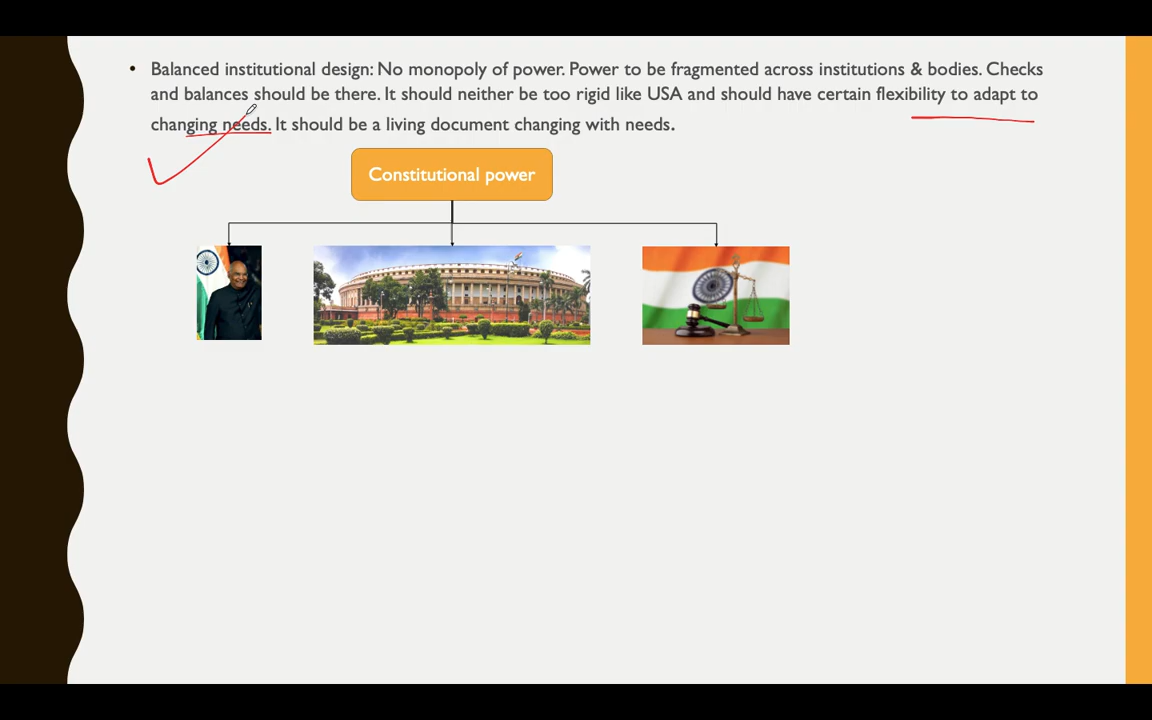 • Balanced institutional design: No monopoly of power. Power to be fragmented across institutions & bodies. Checks
and balances should be there. It should neither be too rigid like USA and should have certain flexibility to adapt to
changing needs. It should be a living document changing with needs.
Constitutional power